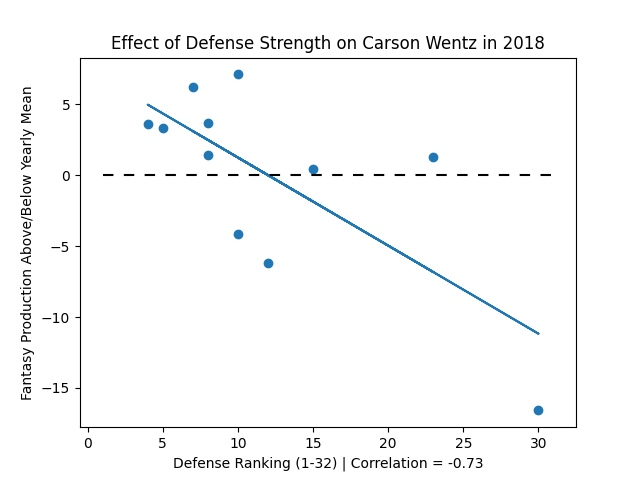 Effect of Defense Strength on Carson Wentz in 2018
Fantasy Production Above/Below Yearly Mean
5
0
−5
−10
−15
0 5 10 15 20 25 30
Defense Ranking (1-32) | Correlation = -0.73